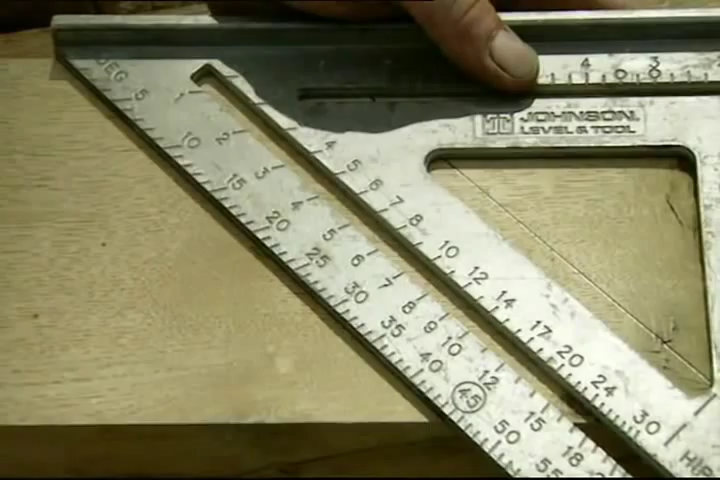 4 3
JOHNSON
LEVEL & TOOL
DEG 5 10 15 20 25 30 35 40 45 50 55
1 2 3 4 5 6 7 8 9 10 12 15 18
4 5 6 7 8 10 12 14 17 20 24 30